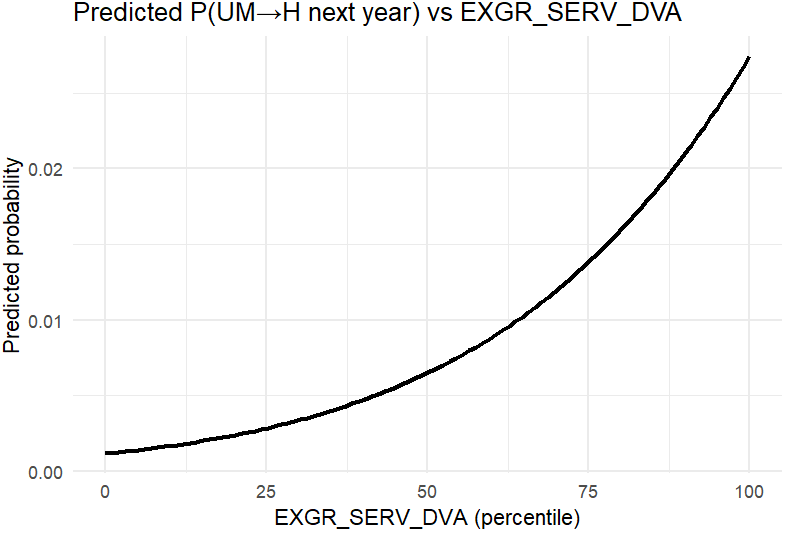 Predicted P(UM→H next year) vs EXGR_SERV_DVA
Predicted probability
0.02
0.01
0.00
0
25
50
75
100
EXGR_SERV_DVA (percentile)